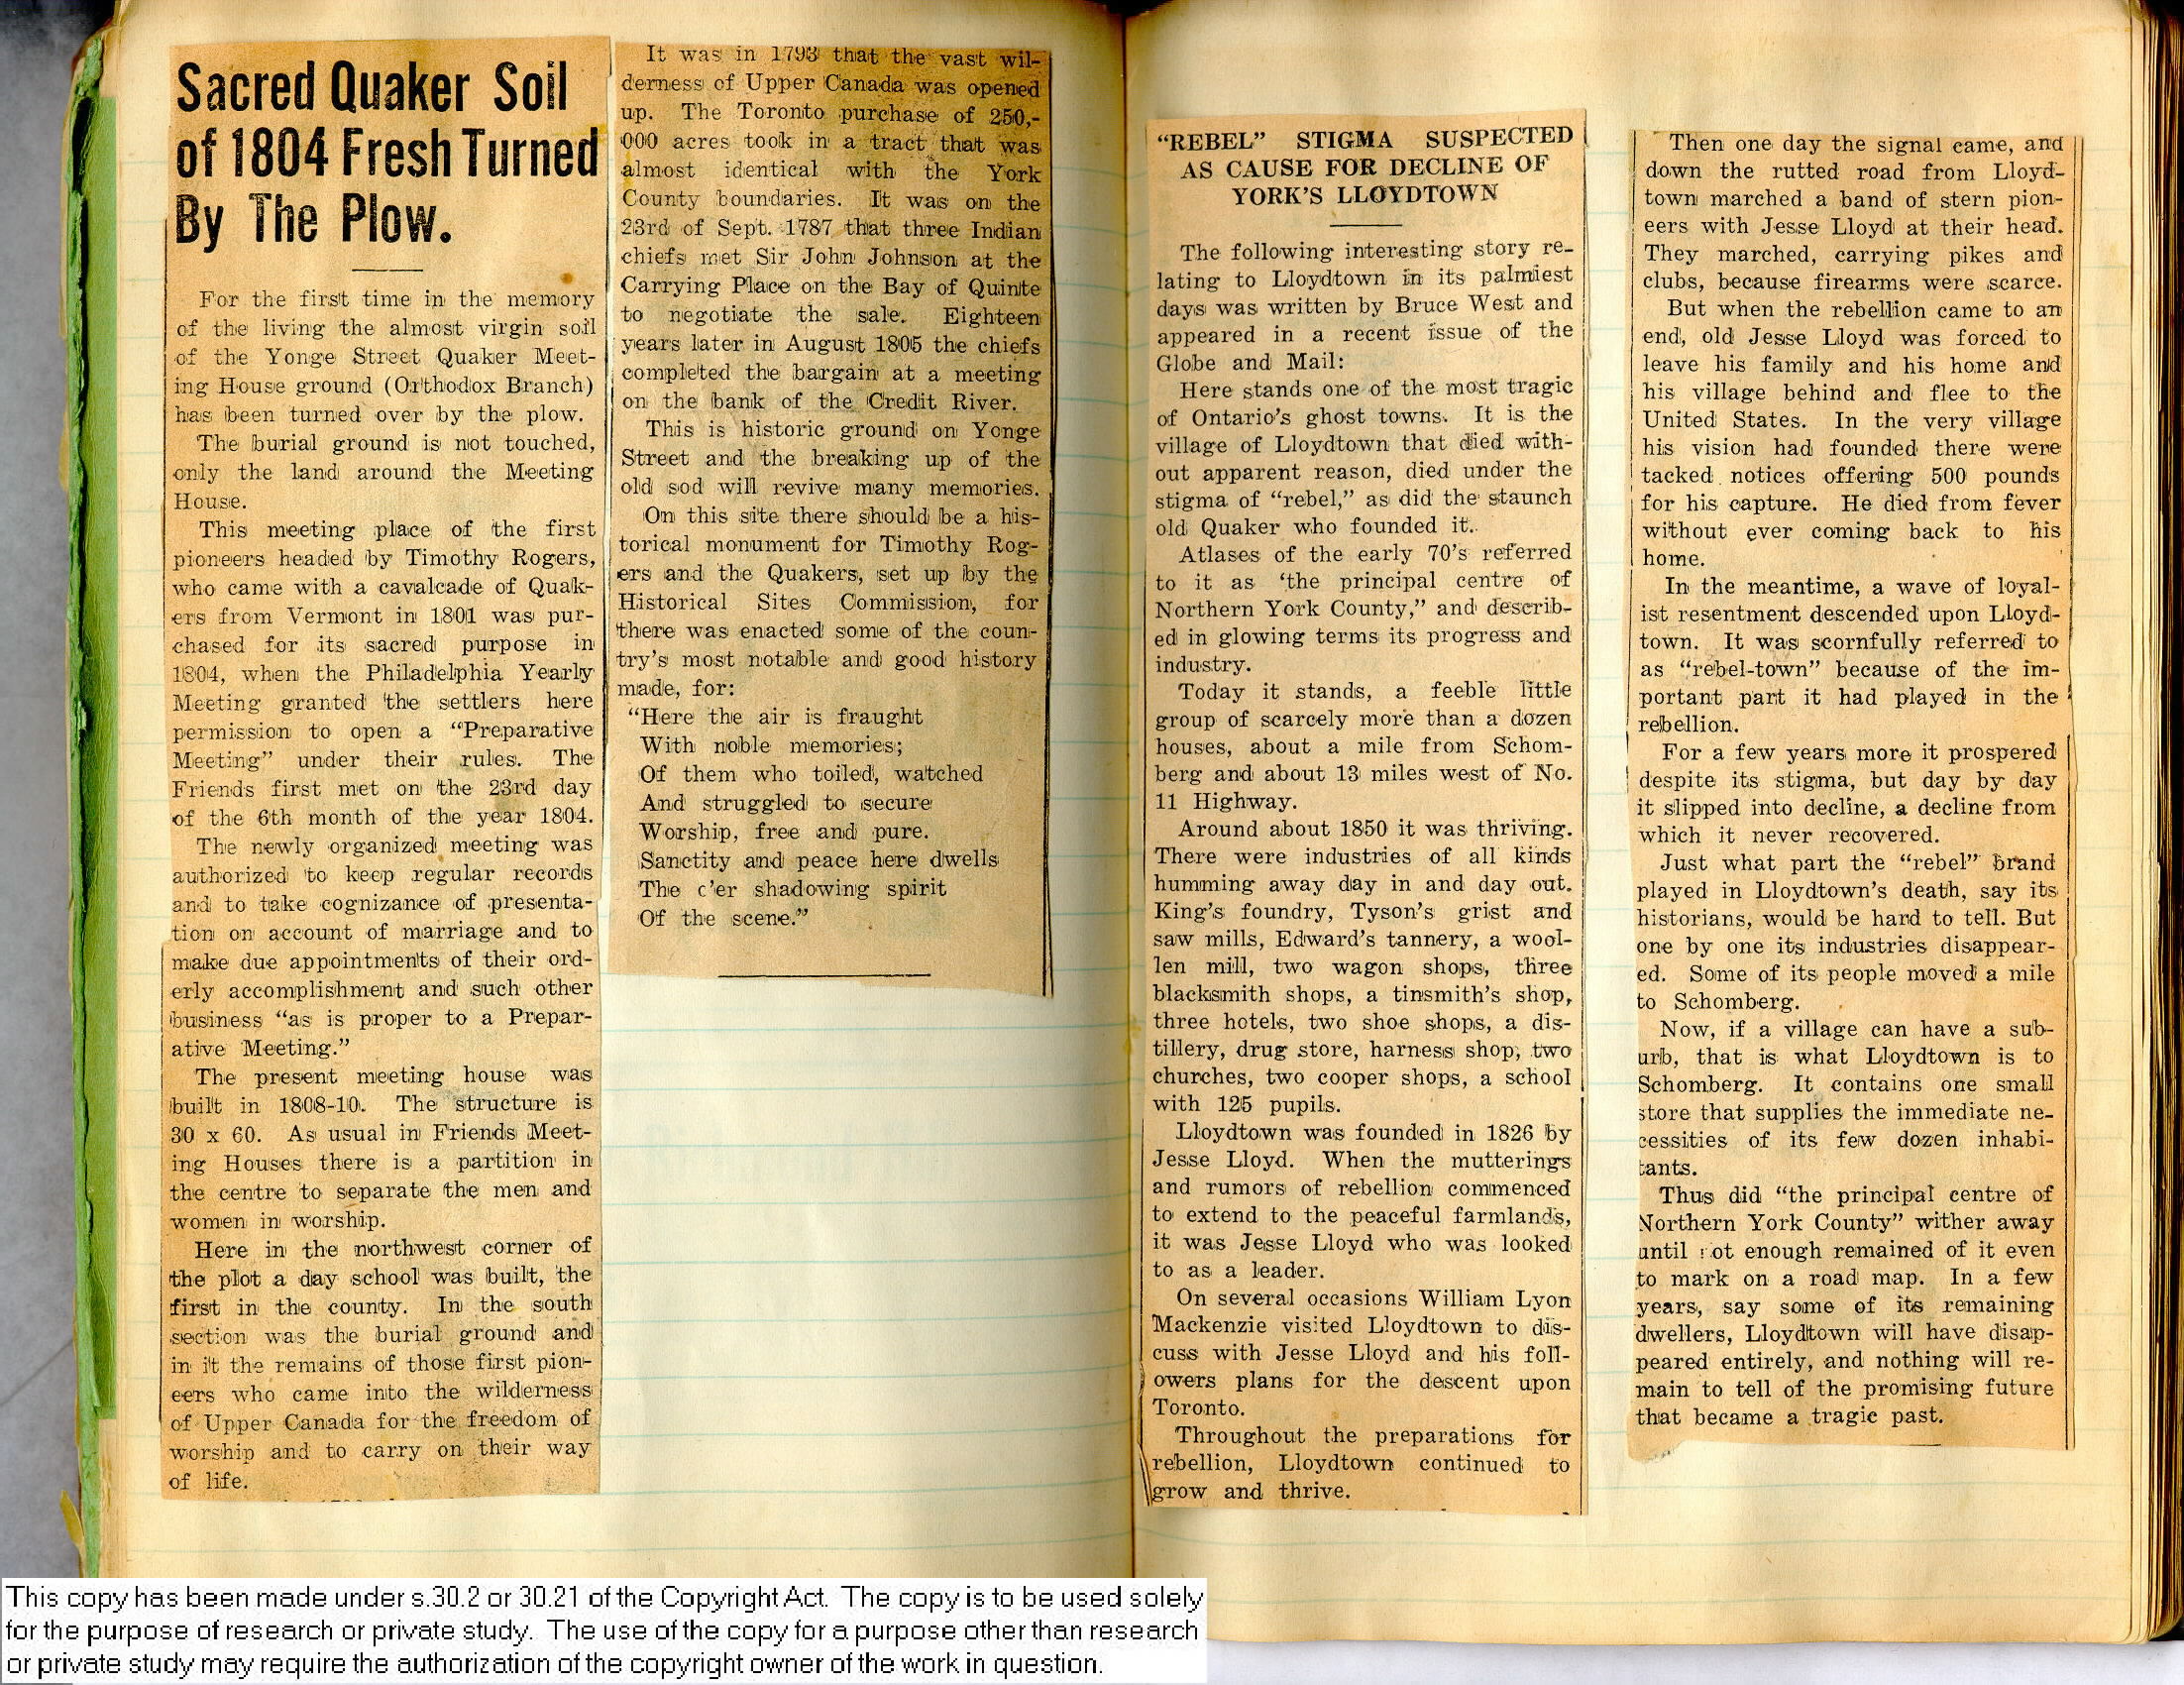 Sacred Quaker Soil
of 1804 Fresh Turned
By The Plow.
For the first time in the memory
of the living the almost virgin soil
of the Yonge Street Quaker Meet-
ing House ground (Orthodox Branch)
has been turned over by the plow.
The burial ground is not touched,
only the land around the Meeting
House.
This meeting place of the first
pioneers headed by Timothy Rogers,
who came with a cavalcade of Quak-
ers from Vermont in 1801 was pur-
chased for its sacred purpose in
1804, when the Philadelphia Yearly
Meeting granted the settlers here
permission to open a “Preparative
Meeting” under their rules. The
Friends first met on the 23rd day
of the 6th month of the year 1804.
The newly organized meeting was
authorized to keep regular records
and to take cognizance of presenta-
tion on account of marriage and to
make due appointments of their ord-
erly accomplishment and such other
business “as is proper to a Prepar-
ative Meeting.”
The present meeting house was
built in 1808-10. The structure is
30 x 60. As usual in Friends Meet-
ing Houses there is a partition in
the centre to separate the men and
women in worship.
Here in the northwest corner of
the plot a day school was built, the
first in the county. In the south
section was the burial ground and
in it the remains of those first pion-
eers who came into the wilderness
of Upper Canada for the freedom of
worship and to carry on their way
of life.
It was in 1793 that the vast wil-
derness of Upper Canada was opened
up. The Toronto purchase of 250,-
000 acres took in a tract that was
almost identical with the York
County boundaries. It was on the
23rd of Sept. 1787 that three Indian
chiefs met Sir John Johnson at the
Carrying Place on the Bay of Quinte
to negotiate the sale. Eighteen
years later in August 1805 the chiefs
completed the bargain at a meeting
on the bank of the Credit River.
This is historic ground on Yonge
Street and the breaking up of the
old sod will revive many memories.
On this site there should be a his-
torical monument for Timothy Rog-
ers and the Quakers, set up by the
Historical Sites Commission, for
there was enacted some of the coun-
try's most notable and good history
made, for:
“Here the air is fraught
With noble memories;
Of them who toiled, watched
And struggled to secure
Worship, free and pure.
Sanctity and peace here dwells
The c'er shadowing spirit
Of the scene.”
“REBEL” STIGMA SUSPECTED
AS CAUSE FOR DECLINE OF
YORK'S LLOYDTOWN
The following interesting story re-
lating to Lloydtown in its palmiest
days was written by Bruce West and
appeared in a recent issue of the
Globe and Mail:
Here stands one of the most tragic
of Ontario's ghost towns. It is the
village of Lloydtown that died with-
out apparent reason, died under the
stigma of “rebel,” as did the staunch
old Quaker who founded it.
Atlases of the early 70's referred
to it as ‘the principal centre of
Northern York County,” and describ-
ed in glowing terms its progress and
industry.
Today it stands, a feeble little
group of scarcely more than a dozen
houses, about a mile from Schom-
berg and about 13 miles west of No.
11 Highway.
Around about 1850 it was thriving.
There were industries of all kinds
humming away day in and day out.
King's foundry, Tyson's grist and
saw mills, Edward's tannery, a wool-
len mill, two wagon shops, three
blacksmith shops, a tinsmith's shop,
three hotels, two shoe shops, a dis-
tillery, drug store, harness shop, two
churches, two cooper shops, a school
with 125 pupils.
Lloydtown was founded in 1826 by
Jesse Lloyd. When the mutterings
and rumors of rebellion commenced
to extend to the peaceful farmlands,
it was Jesse Lloyd who was looked
to as a leader.
On several occasions William Lyon
Mackenzie visited Lloydtown to dis-
cuss with Jesse Lloyd and his foll-
owers plans for the descent upon
Toronto.
Throughout the preparations for
rebellion, Lloydtown continued to
grow and thrive.
Then one day the signal came, and
down the rutted road from Lloyd-
town marched a band of stern pion-
eers with Jesse Lloyd at their head.
They marched, carrying pikes and
clubs, because firearms were scarce.
But when the rebellion came to an
end, old Jesse Lloyd was forced to
leave his family and his home and
his village behind and flee to the
United States. In the very village
his vision had founded there were
tacked notices offering 500 pounds
for his capture. He died from fever
without ever coming back to his
home.
In the meantime, a wave of loyal-
ist resentment descended upon Lloyd-
town. It was scornfully referred to
as “rebel-town” because of the im-
portant part it had played in the
rebellion.
For a few years more it prospered
despite its stigma, but day by day
it slipped into decline, a decline from
which it never recovered.
Just what part the “rebel” brand
played in Lloydtown's death, say its
historians, would be hard to tell. But
one by one its industries disappear-
ed. Some of its people moved a mile
to Schomberg.
Now, if a village can have a sub-
urb, that is what Lloydtown is to
Schomberg. It contains one small
store that supplies the immediate ne-
cessities of its few dozen inhabi-
tants.
Thus did “the principal centre of
Northern York County” wither away
until not enough remained of it even
to mark on a road map. In a few
years, say some of its remaining
dwellers, Lloydtown will have disap-
peared entirely, and nothing will re-
main to tell of the promising future
that became a tragic past.
This copy has been made under s.30.2 or 30.21 of the Copyright Act. The copy is to be used solely
for the purpose of research or private study. The use of the copy for a purpose other than research
or private study may require the authorization of the copyright owner of the work in question.